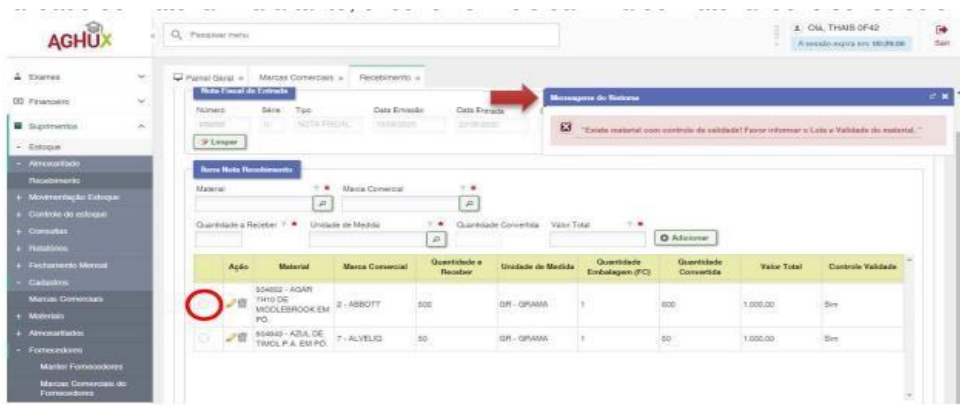 AGHUX
Pesquisar menu
Olá, THAIS 0F42
A sessão expira em
Sair
Exames
Financeiro
Suprimentos
- Estoque
- Almoxarifado
Recebimento
+ Movimentação Estoque
+ Controle de estoque
+ Consultas
+ Relatórios
+ Fechamento Mensal
- Cadastros
Marcas Comerciais
+ Materiais
+ Almoxarifados
- Fornecedores
Manter Fornecedores
Marcas Comerciais do Fornecedores
Painel Geral
Marcas Comerciais
Recebimento
Nota Fiscal de Entrada
Número Série Tipo Data Emissão Data Entrada
NOTA FISCAL
Limpar
Mensagens do Sistema
"Existe material com controle de validade! Favor informar o Lote e Validade do material. "
Itens Nota Recebimento
Material ? * Marca Comercial ? *
Quantidade a Receber ? * Unidade de Medida ? * Quantidade Convertida Valor Total ? *
Adicionar
Ação Material Marca Comercial Quantidade a Receber Unidade de Medida Quantidade Embalagem (FC) Quantidade Convertida Valor Total Controle Validade
AGAR 7H10 DE MIDDLEBROOK EM PÓ. 2 - ABBOTT 500 GR - GRAMA 1 500 1.000,00 Sim
AZUL DE TIMOL P.A. EM PÓ. 7 - ALVELIQ 50 GR - GRAMA 1 50 1.000,00 Sim